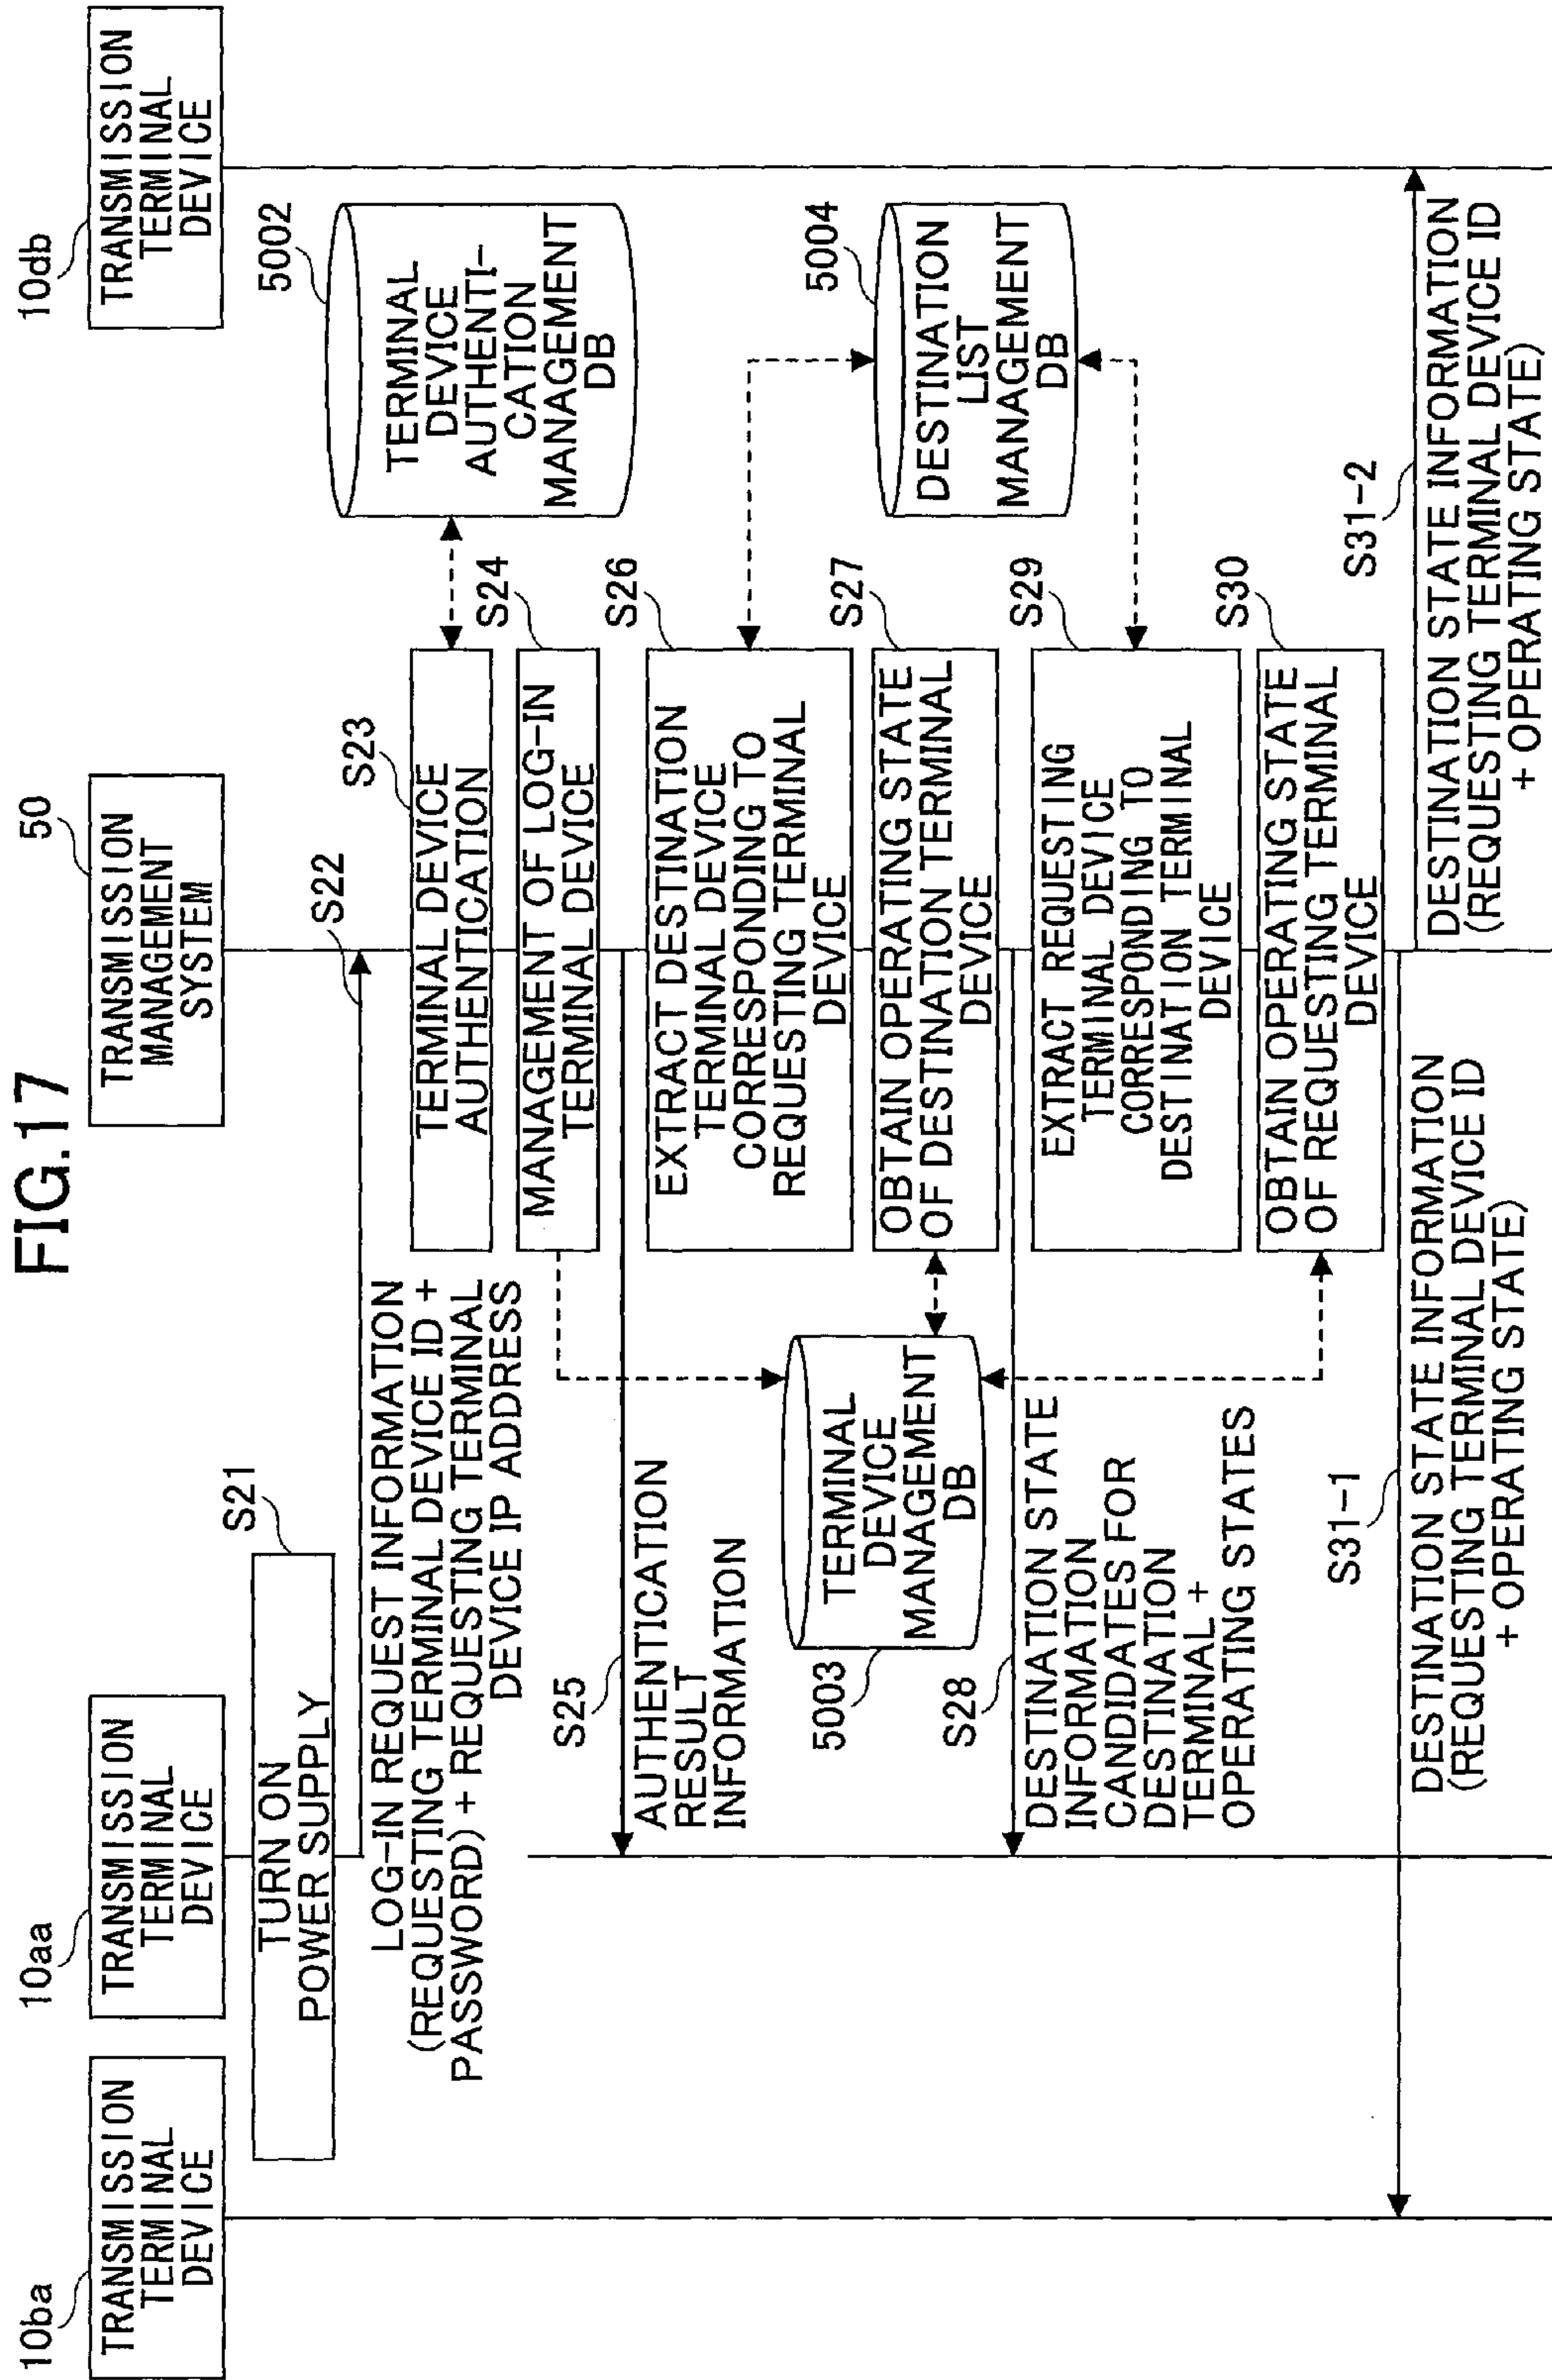 FIG.17
10ba
TRANSMISSION
TERMINAL
DEVICE
10aa
TRANSMISSION
TERMINAL
DEVICE
50
TRANSMISSION
MANAGEMENT
SYSTEM
10db
TRANSMISSION
TERMINAL
DEVICE
S21
TURN ON
POWER SUPPLY
S22
LOG-IN REQUEST INFORMATION
(REQUESTING TERMINAL DEVICE ID +
PASSWORD) + REQUESTING TERMINAL
DEVICE IP ADDRESS
S23
TERMINAL DEVICE
AUTHENTICATION
5002
TERMINAL
DEVICE
AUTHENTI-
CATION
MANAGEMENT
DB
S24
MANAGEMENT OF LOG-IN
TERMINAL DEVICE
S25
AUTHENTICATION
RESULT
INFORMATION
S26
EXTRACT DESTINATION
TERMINAL DEVICE
CORRESPONDING TO
REQUESTING TERMINAL
DEVICE
5003
TERMINAL
DEVICE
MANAGEMENT
DB
S27
OBTAIN OPERATING STATE
OF DESTINATION TERMINAL
DEVICE
5004
DESTINATION
LIST
MANAGEMENT
DB
S28
DESTINATION STATE
INFORMATION
CANDIDATES FOR
DESTINATION
TERMINAL +
OPERATING STATES
S29
EXTRACT REQUESTING
TERMINAL DEVICE
CORRESPONDING TO
DESTINATION TERMINAL
DEVICE
S30
OBTAIN OPERATING STATE
OF REQUESTING TERMINAL
DEVICE
S31-1
DESTINATION STATE INFORMATION
(REQUESTING TERMINAL DEVICE ID
+ OPERATING STATE)
S31-2
DESTINATION STATE INFORMATION
(REQUESTING TERMINAL DEVICE ID
+ OPERATING STATE)